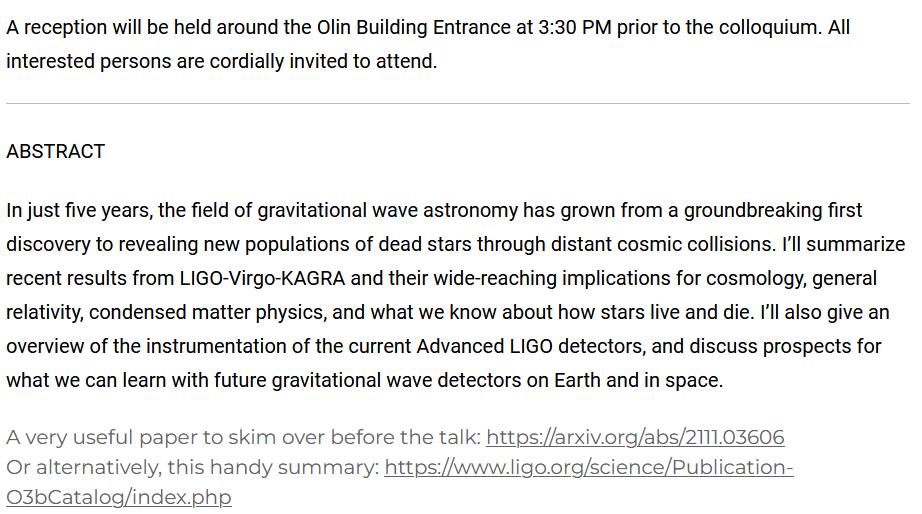 A reception will be held around the Olin Building Entrance at 3:30 PM prior to the colloquium. All
interested persons are cordially invited to attend.
ABSTRACT
In just five years, the field of gravitational wave astronomy has grown from a groundbreaking first
discovery to revealing new populations of dead stars through distant cosmic collisions. I’ll summarize
recent results from LIGO-Virgo-KAGRA and their wide-reaching implications for cosmology, general
relativity, condensed matter physics, and what we know about how stars live and die. I’ll also give an
overview of the instrumentation of the current Advanced LIGO detectors, and discuss prospects for
what we can learn with future gravitational wave detectors on Earth and in space.
A very useful paper to skim over before the talk: https://arxiv.org/abs/2111.03606
Or alternatively, this handy summary: https://www.ligo.org/science/Publication-
O3bCatalog/index.php